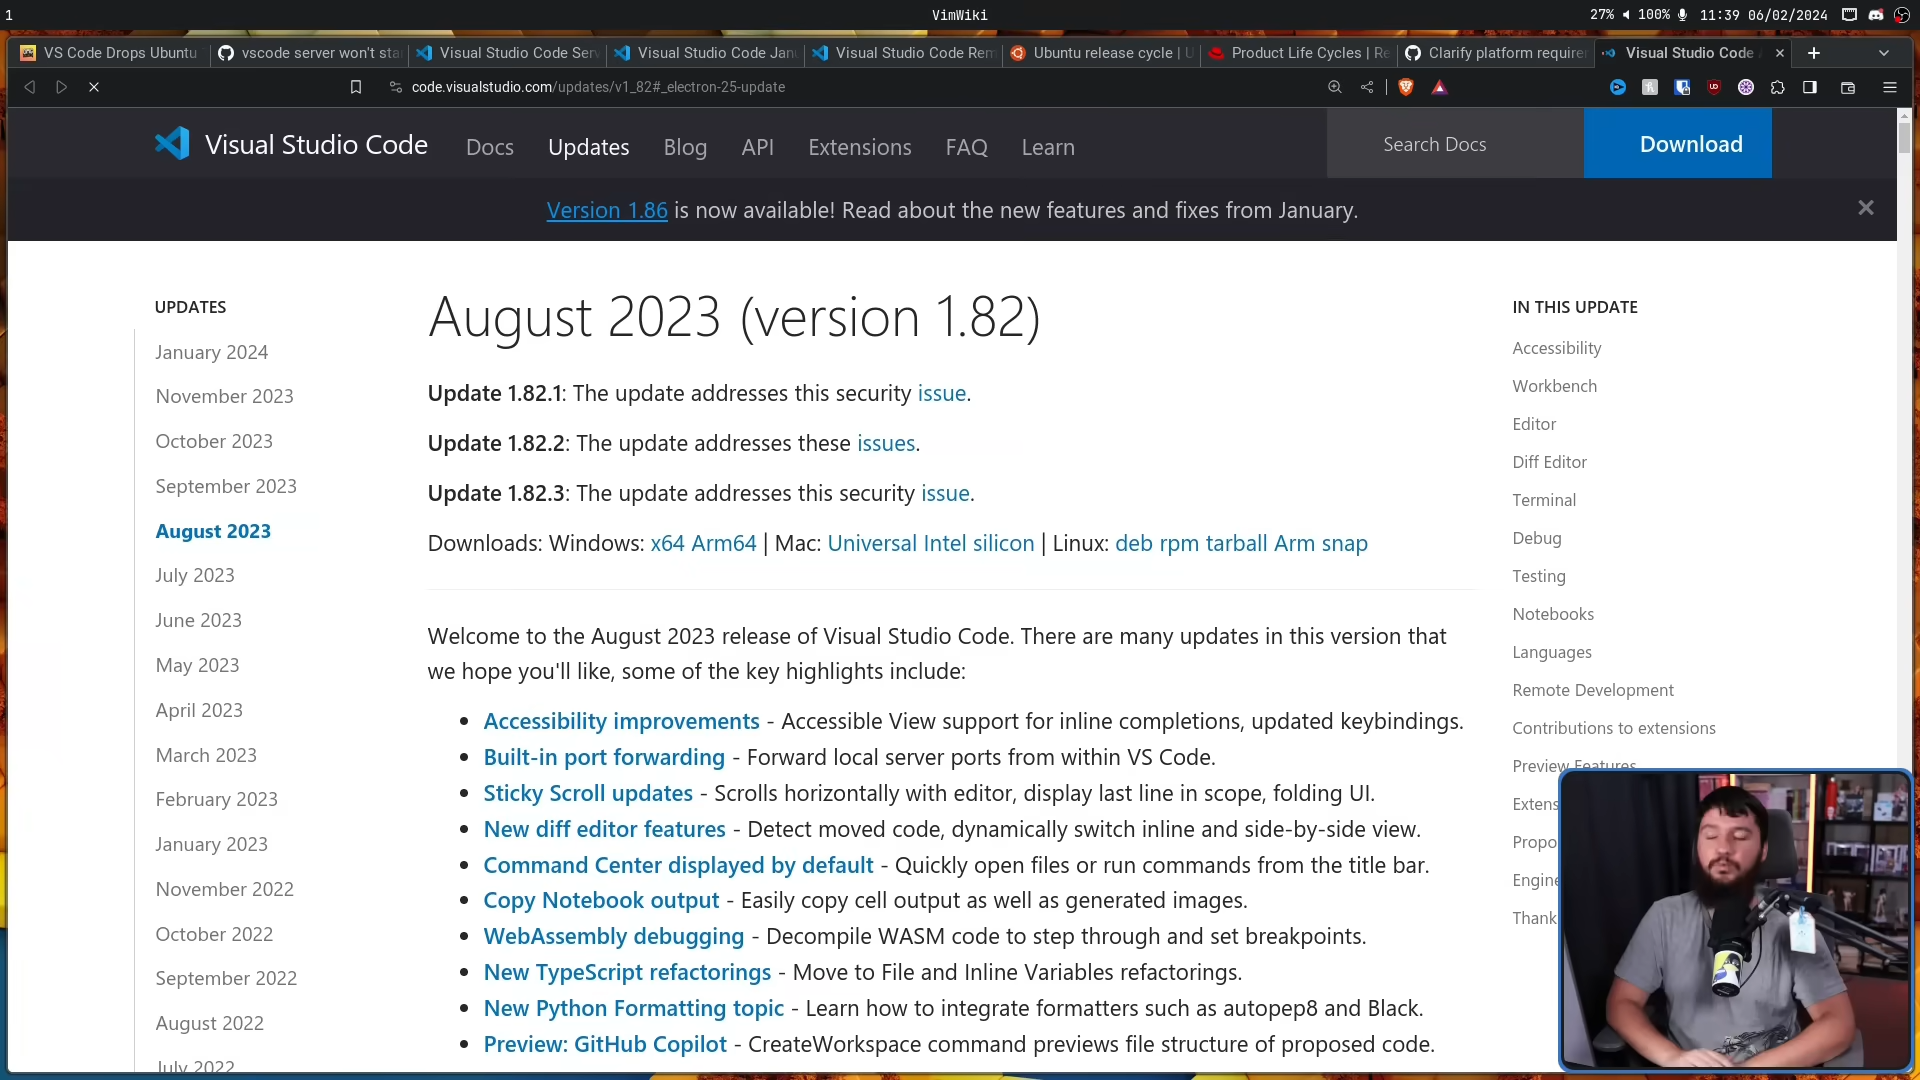 1
VimWiki
27% 100% 11:39 06/02/2024
VS Code Drops Ubuntu
vscode server won't sta
Visual Studio Code Serv
Visual Studio Code Janu
Visual Studio Code Rem
Ubuntu release cycle | U
Product Life Cycles | Re
Clarify platform requirer
Visual Studio Code
code.visualstudio.com/updates/v1_82#_electron-25-update
Visual Studio Code
Docs
Updates
Blog
API
Extensions
FAQ
Learn
Search Docs
Download
Version 1.86 is now available! Read about the new features and fixes from January.
UPDATES
January 2024
November 2023
October 2023
September 2023
August 2023
July 2023
June 2023
May 2023
April 2023
March 2023
February 2023
January 2023
November 2022
October 2022
September 2022
August 2022
July 2022
August 2023 (version 1.82)
Update 1.82.1: The update addresses this security issue.
Update 1.82.2: The update addresses these issues.
Update 1.82.3: The update addresses this security issue.
Downloads: Windows: x64 Arm64 | Mac: Universal Intel silicon | Linux: deb rpm tarball Arm snap
Welcome to the August 2023 release of Visual Studio Code. There are many updates in this version that
we hope you'll like, some of the key highlights include:
• Accessibility improvements - Accessible View support for inline completions, updated keybindings.
• Built-in port forwarding - Forward local server ports from within VS Code.
• Sticky Scroll updates - Scrolls horizontally with editor, display last line in scope, folding UI.
• New diff editor features - Detect moved code, dynamically switch inline and side-by-side view.
• Command Center displayed by default - Quickly open files or run commands from the title bar.
• Copy Notebook output - Easily copy cell output as well as generated images.
• WebAssembly debugging - Decompile WASM code to step through and set breakpoints.
• New TypeScript refactorings - Move to File and Inline Variables refactorings.
• New Python Formatting topic - Learn how to integrate formatters such as autopep8 and Black.
• Preview: GitHub Copilot - CreateWorkspace command previews file structure of proposed code.
IN THIS UPDATE
Accessibility
Workbench
Editor
Diff Editor
Terminal
Debug
Testing
Notebooks
Languages
Remote Development
Contributions to extensions
Preview Features
Extens
Propo
Engine
Thank